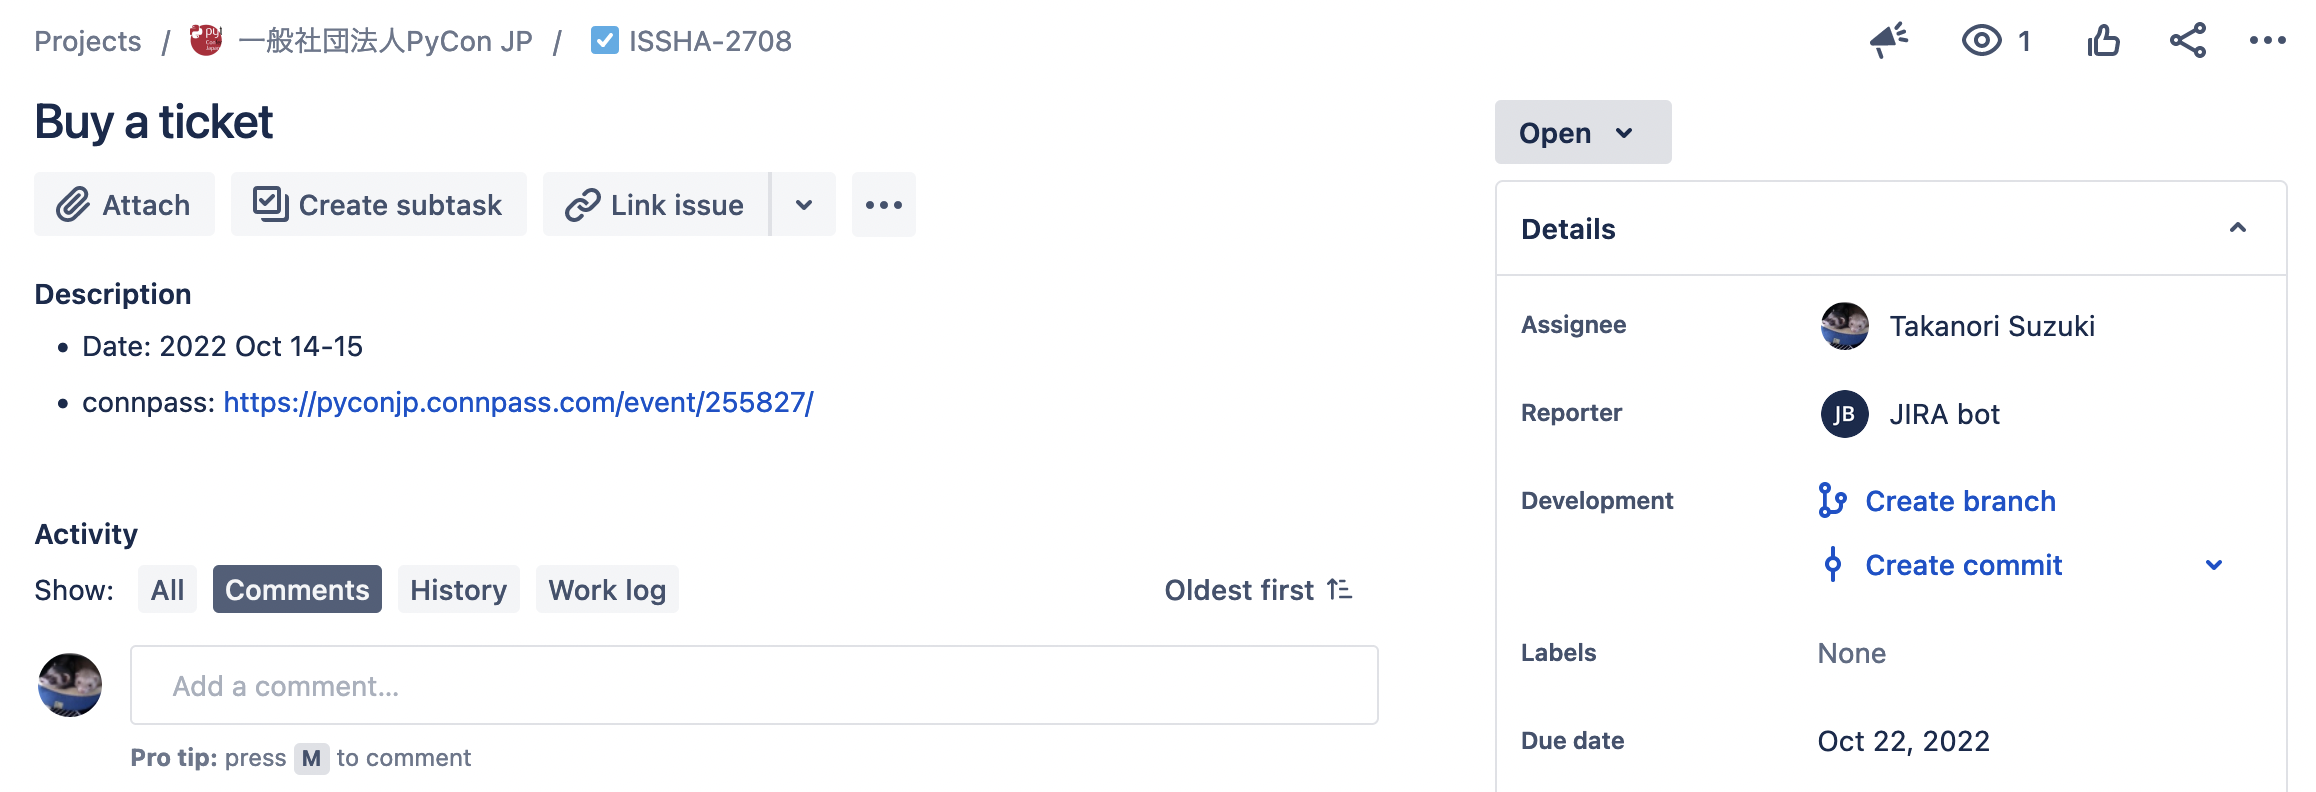 Projects / 一般社団法人PyCon JP / ISSHA-2708
1
Buy a ticket
Attach
Create subtask
Link issue
Description
• Date: 2022 Oct 14-15
• connpass: https://pyconjp.connpass.com/event/255827/
Activity
Show: All Comments History Work log
Oldest first
Add a comment...
Pro tip: press M to comment
Open
Details
Assignee
Takanori Suzuki
Reporter
JB JIRA bot
Development
Create branch
Create commit
Labels
None
Due date
Oct 22, 2022